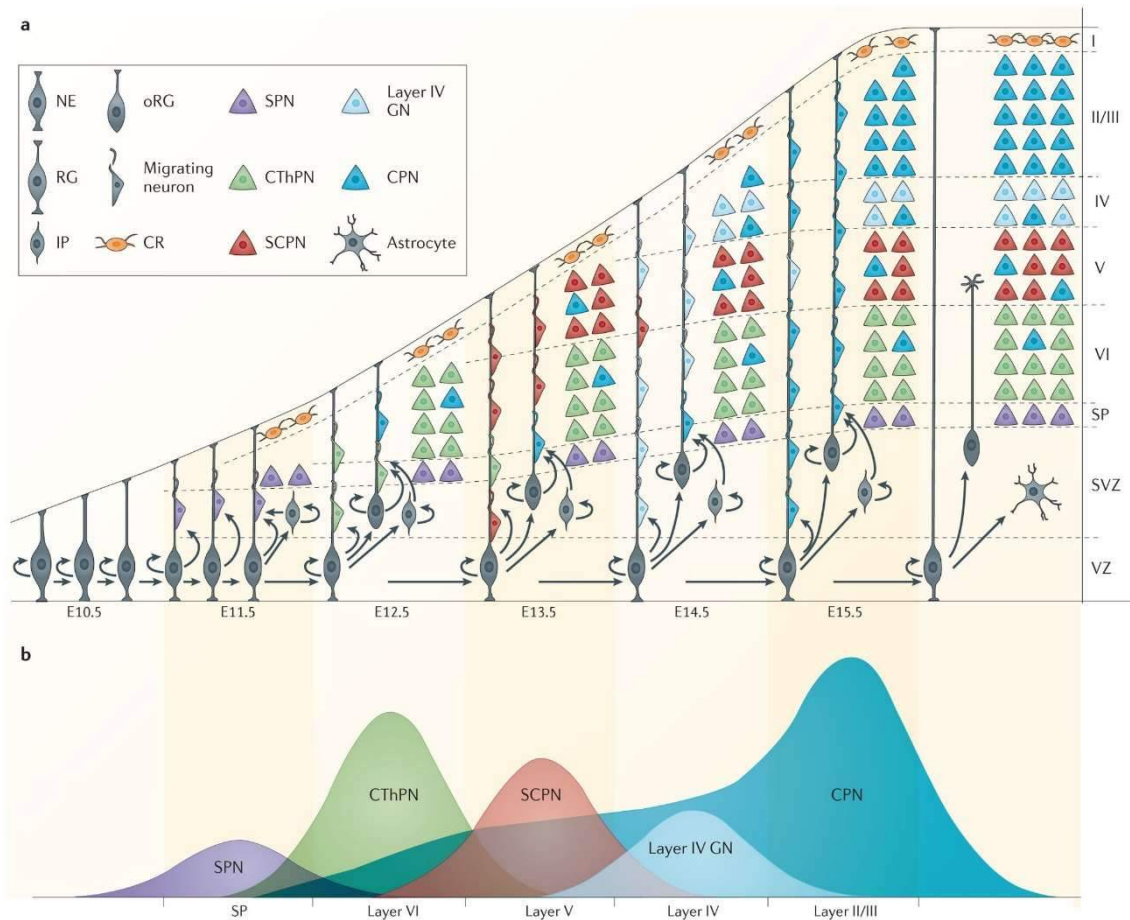 a
NE
oRG
SPN
Layer IV
GN
RG
Migrating
neuron
CThPN
CPN
IP
CR
SCPN
Astrocyte
I
II/III
IV
V
VI
SP
SVZ
VZ
E10.5 E11.5 E12.5 E13.5 E14.5 E15.5
b
SPN
CThPN
SCPN
Layer IV GN
CPN
SP Layer VI Layer V Layer IV Layer II/III